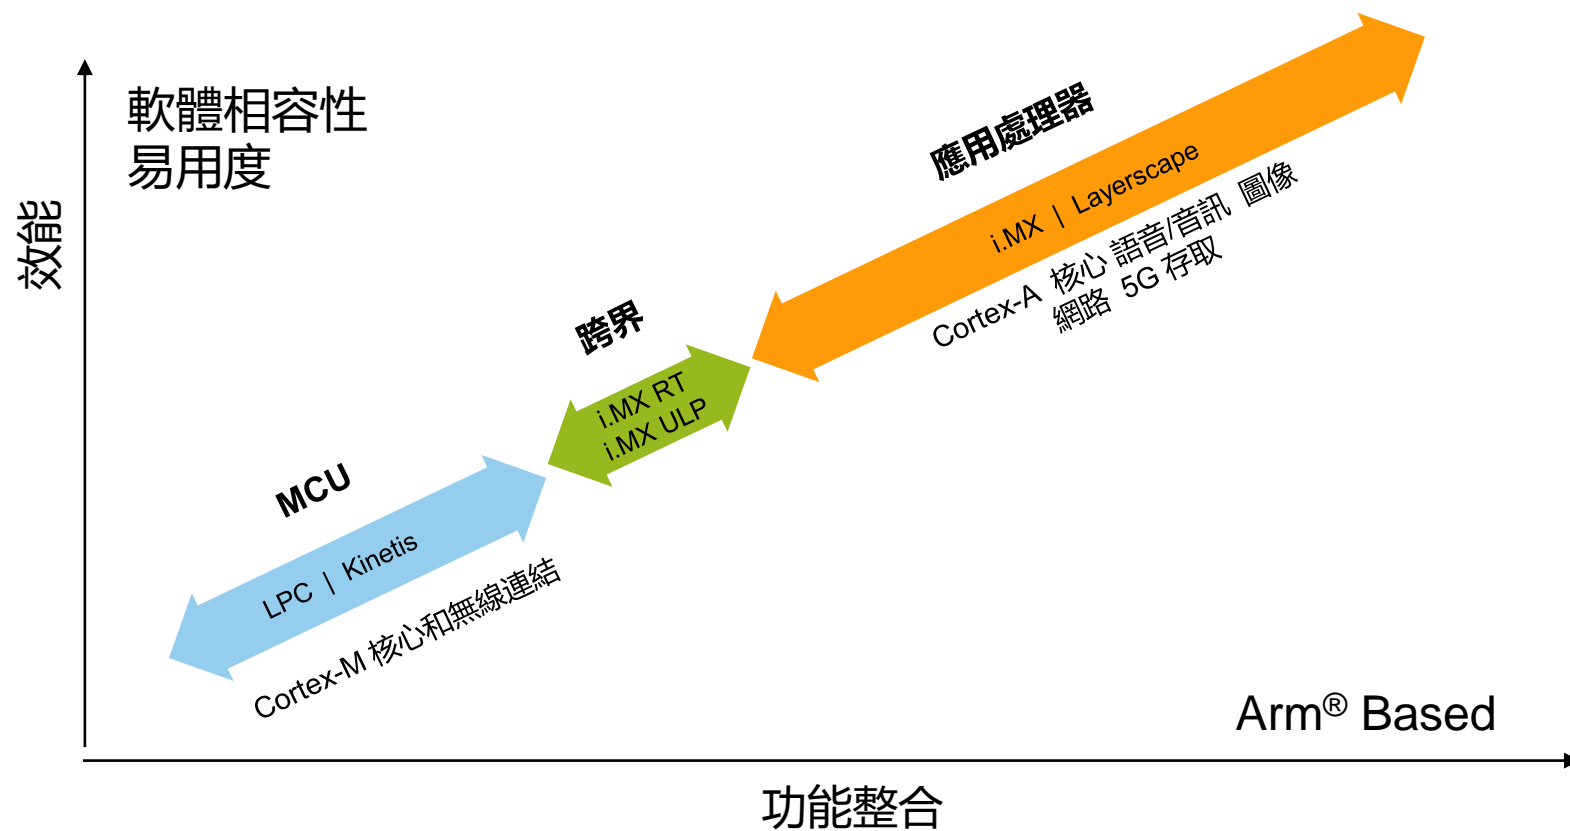 軟體相容性
易用度
效能
應用處理器
i.MX | Layerscape
Cortex-A 核心 語音/音訊 圖像
網路 5G 存取
跨界
i.MX RT
i.MX ULP
MCU
LPC | Kinetis
Cortex-M 核心和無線連結
Arm® Based
功能整合